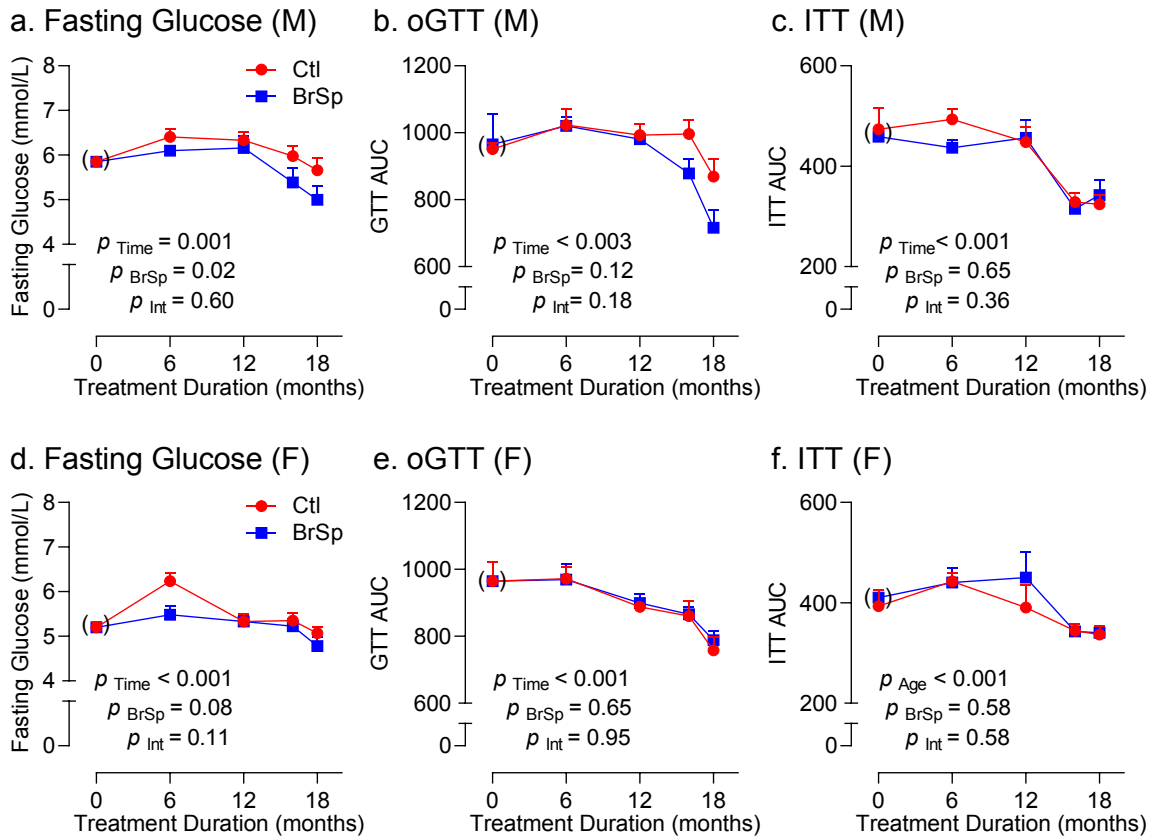 a. Fasting Glucose (M)
Fasting Glucose (mmol/L)
8
7
6
5
4
0
( )
Ctl
BrSp
p Time = 0.001
p BrSp = 0.02
p Int = 0.60
0 6 12 18
Treatment Duration (months)
b. oGTT (M)
GTT AUC
1200
1000
800
600
0
( )
p Time < 0.003
p BrSp= 0.12
p Int= 0.18
0 6 12 18
Treatment Duration (months)
c. ITT (M)
ITT AUC
600
400
200
0
( )
p Time< 0.001
p BrSp = 0.65
p Int = 0.36
0 6 12 18
Treatment Duration (months)
d. Fasting Glucose (F)
Fasting Glucose (mmol/L)
8
7
6
5
4
0
( )
Ctl
BrSp
p Time < 0.001
p BrSp = 0.08
p Int = 0.11
0 6 12 18
Treatment Duration (months)
e. oGTT (F)
GTT AUC
1200
1000
800
600
0
( )
p Time < 0.001
p BrSp = 0.65
p Int = 0.95
0 6 12 18
Treatment Duration (months)
f. ITT (F)
ITT AUC
600
400
200
0
( )
p Age < 0.001
p BrSp = 0.58
p Int = 0.58
0 6 12 18
Treatment Duration (months)